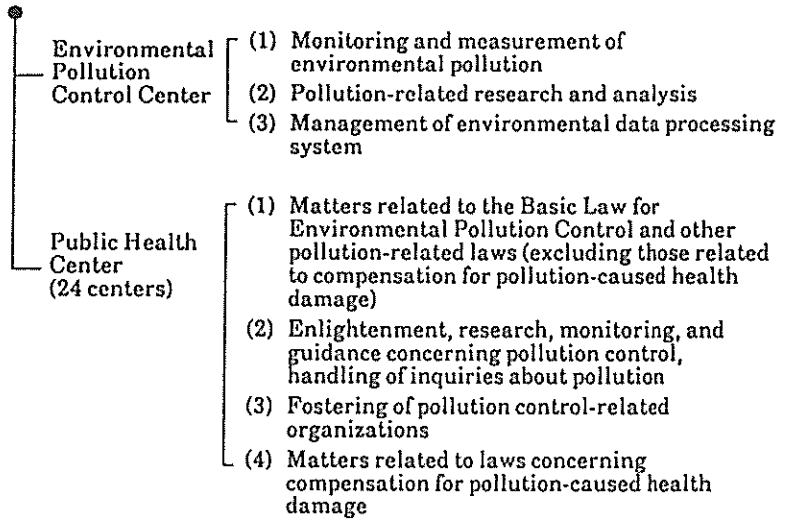 Environmental
Pollution
Control Center
(1) Monitoring and measurement of
environmental pollution
(2) Pollution-related research and analysis
(3) Management of environmental data processing
system
Public Health
Center
(24 centers)
(1) Matters related to the Basic Law for
Environmental Pollution Control and other
pollution-related laws (excluding those related
to compensation for pollution-caused health
damage)
(2) Enlightenment, research, monitoring, and
guidance concerning pollution control,
handling of inquiries about pollution
(3) Fostering of pollution control-related
organizations
(4) Matters related to laws concerning
compensation for pollution-caused health
damage